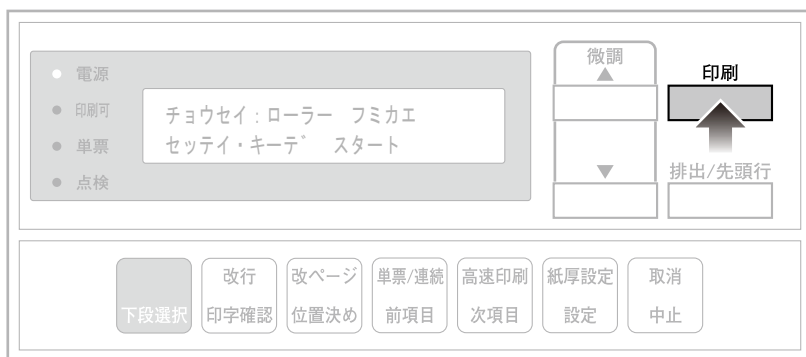 電源
印刷可
単票
点検
チョウセイ:ローラー フミカエ
セッテイ・キーデ゛ スタート
微調
▲
▼
印刷
排出/先頭行
下段選択
改行
印字確認
改ページ
位置決め
単票/連続
前項目
高速印刷
次項目
紙厚設定
設定
取消
中止